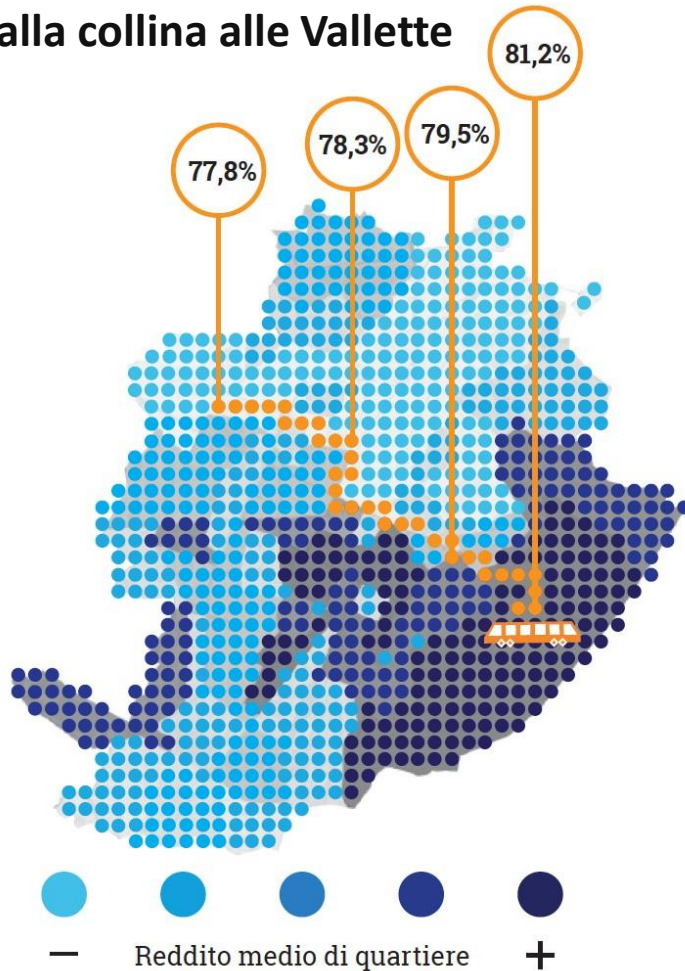 alla collina alle Vallette
81,2%
79,5%
78,3%
77,8%
− Reddito medio di quartiere +